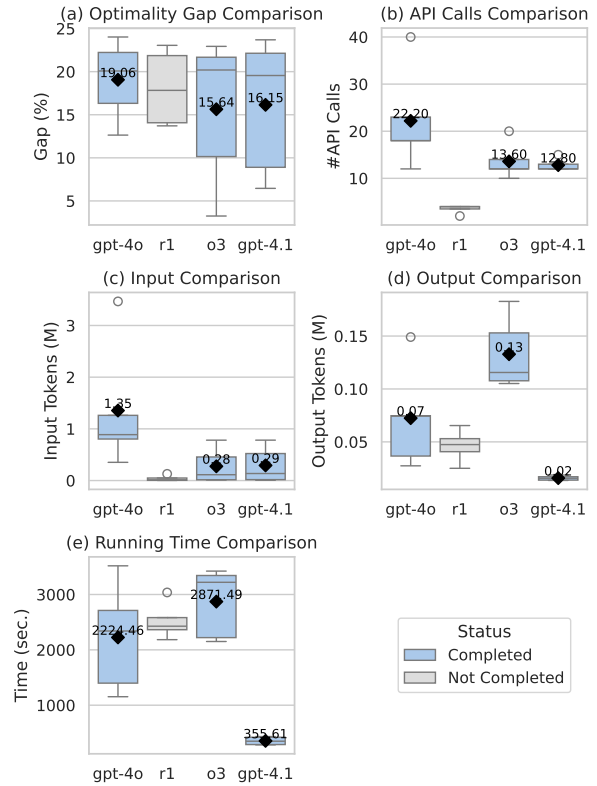 (a) Optimality Gap Comparison
25
20
15
10
5
Gap (%)
19.06
15.64
16.15
gpt-4o r1 o3 gpt-4.1
(b) API Calls Comparison
40
30
20
10
#API Calls
22.20
13.60
12.80
gpt-4o r1 o3 gpt-4.1
(c) Input Comparison
3
2
1
0
Input Tokens (M)
1.35
0.28
0.29
gpt-4o r1 o3 gpt-4.1
(d) Output Comparison
0.15
0.10
0.05
Output Tokens (M)
0.07
0.13
0.02
gpt-4o r1 o3 gpt-4.1
(e) Running Time Comparison
3000
2000
1000
Time (sec.)
2224.46
2871.49
355.61
gpt-4o r1 o3 gpt-4.1
Status
Completed
Not Completed